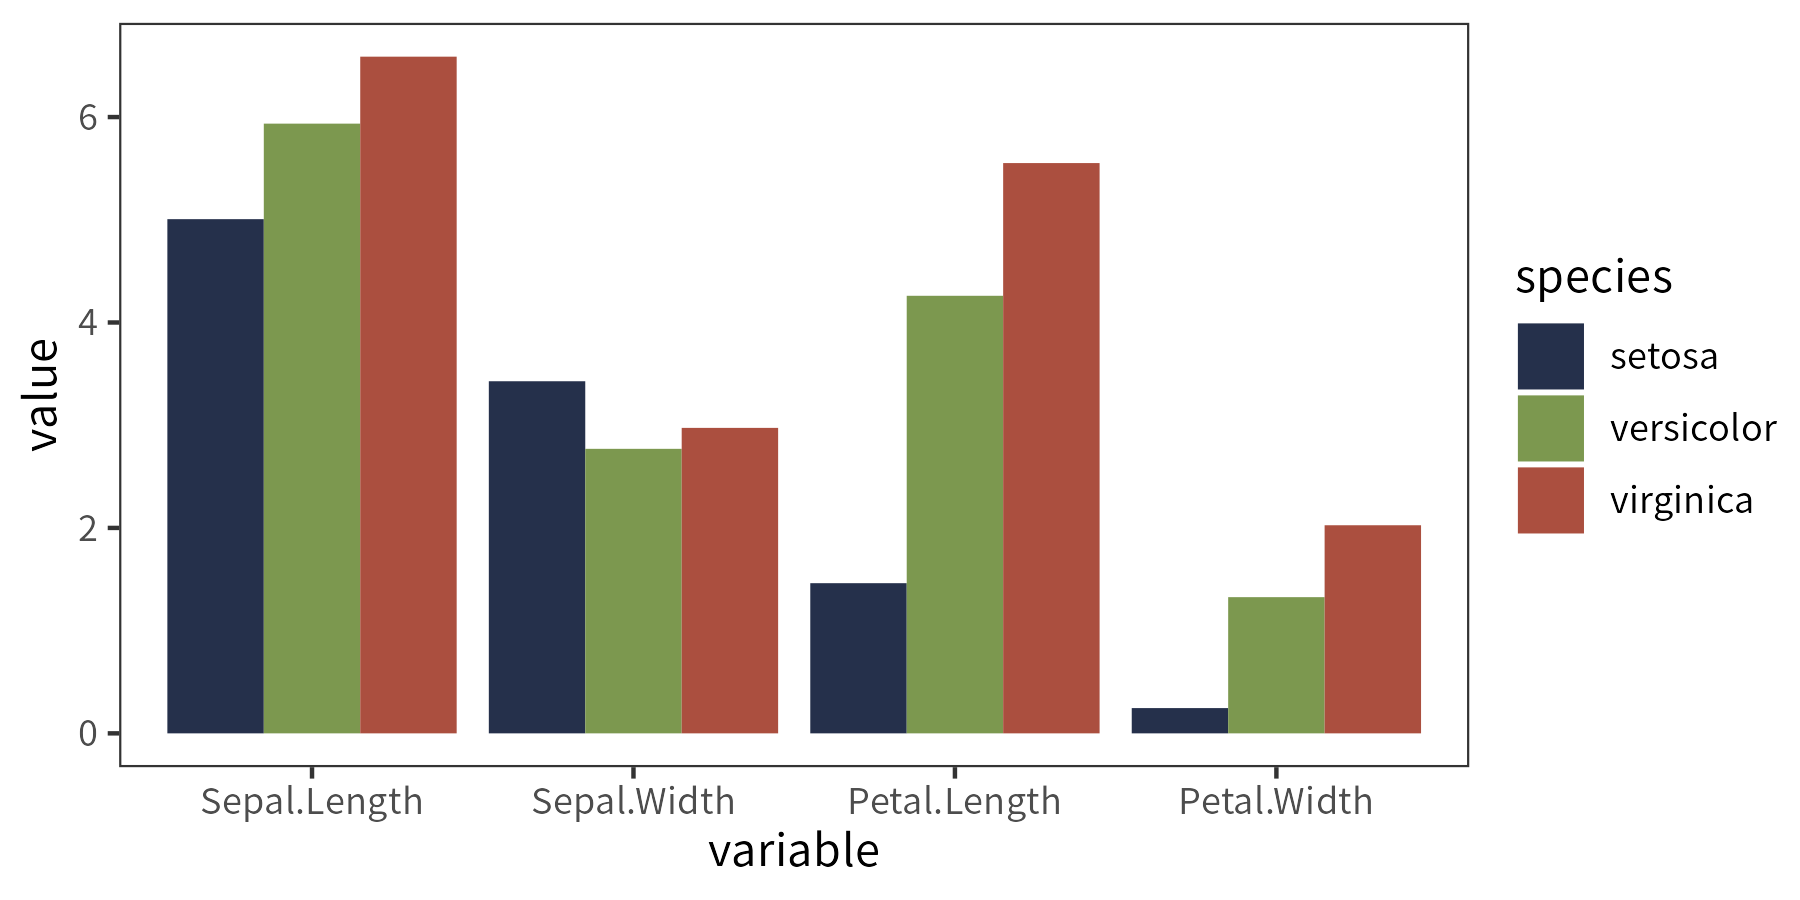 value
6
4
2
0
Sepal.Length Sepal.Width Petal.Length Petal.Width
variable
species
setosa
versicolor
virginica